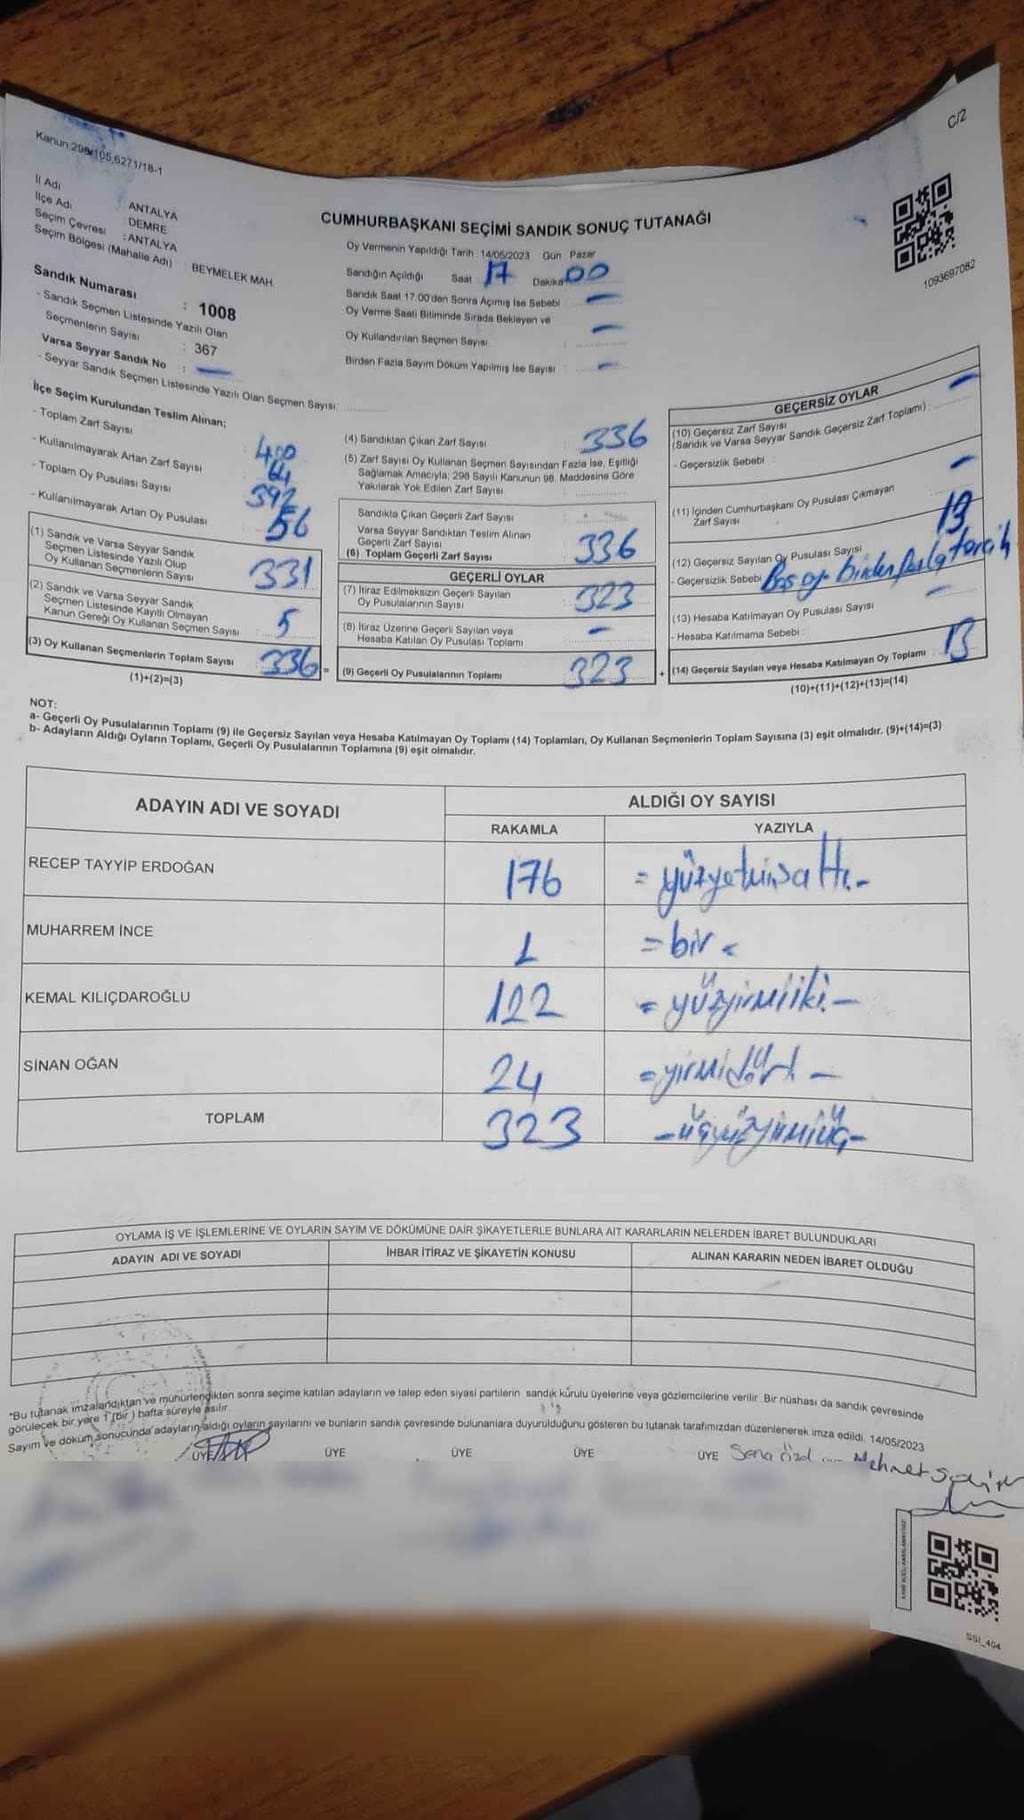 C/2
Kanun:298/105,6271/18-1
1093697082
İl Adı : ANTALYA
İlçe Adı : DEMRE
Seçim Çevresi : ANTALYA
Seçim Bölgesi (Mahalle Adı) : BEYMELEK MAH
Sandık Numarası : 1008
- Sandık Seçmen Listesinde Yazılı Olan
Seçmenlerin Sayısı : 367
Varsa Seyyar Sandık No : —
- Seyyar Sandık Seçmen Listesinde Yazılı Olan Seçmen Sayısı:
CUMHURBAŞKANI SEÇİMİ SANDIK SONUÇ TUTANAĞI
Oy Vermenin Yapıldığı Tarih : 14/05/2023 Gün Pazar
Sandığın Açıldığı Saat 17 Dakika 00
Sandık Saat 17.00'den Sonra Açımış İse Sebebi —
Oy Verme Saati Bitiminde Sırada Bekleyen ve
Oy Kullandırılan Seçmen Sayısı —
Birden Fazla Sayım Döküm Yapılmış İse Sayısı —
İlçe Seçim Kurulundan Teslim Alınan;
- Toplam Zarf Sayısı : 400
- Kullanılmayarak Artan Zarf Sayısı : 64
- Toplam Oy Pusulası Sayısı : 392
- Kullanılmayarak Artan Oy Pusulası : 56
(1) Sandık ve Varsa Seyyar Sandık
Seçmen Listesinde Yazılı Olup
Oy Kullanan Seçmenlerin Sayısı : 331
(2) Sandık ve Varsa Seyyar Sandık
Seçmen Listesinde Kayıtlı Olmayan
Kanun Gereği Oy Kullanan Seçmen Sayısı : 5
(3) Oy Kullanan Seçmenlerin Toplam Sayısı : 336 =
(1)+(2)=(3)
(4) Sandıktan Çıkan Zarf Sayısı : 336
(5) Zarf Sayısı Oy Kullanan Seçmen Sayısından Fazla İse, Eşitliği
Sağlamak Amacıyla, 298 Sayılı Kanunun 98. Maddesine Göre
Yakılarak Yok Edilen Zarf Sayısı :
Sandıkla Çıkan Geçerli Zarf Sayısı :
Varsa Seyyar Sandıktan Teslim Alınan
Geçerli Zarf Sayısı
(6) Toplam Geçerli Zarf Sayısı : 336
GEÇERLİ OYLAR
(7) İtiraz Edilmeksizin Geçerli Sayılan
Oy Pusulalarının Sayısı : 323
(8) İtiraz Üzerine Geçerli Sayılan veya
Hesaba Katılan Oy Pusulası Toplamı : —
(9) Geçerli Oy Pusulalarının Toplamı : 323 +
GEÇERSİZ OYLAR
(10) Geçersiz Zarf Sayısı
(Sandık ve Varsa Seyyar Sandık Geçersiz Zarf Toplamı) : —
- Geçersizlik Sebebi :
(11) İçinden Cumhurbaşkanı Oy Pusulası Çıkmayan
Zarf Sayısı : —
(12) Geçersiz Sayılan Oy Pusulası Sayısı : 13
- Geçersizlik Sebebi Boş oy- birden fazla tercih
(13) Hesaba Katılmayan Oy Pusulası Sayısı : —
- Hesaba Katılmama Sebebi :
(14) Geçersiz Sayılan veya Hesaba Katılmayan Oy Toplamı : 13
(10)+(11)+(12)+(13)=(14)
NOT:
a- Geçerli Oy Pusulalarının Toplamı (9) ile Geçersiz Sayılan veya Hesaba Katılmayan Oy Toplamı (14) Toplamları, Oy Kullanan Seçmenlerin Toplam Sayısına (3) eşit olmalıdır. (9)+(14)=(3)
b- Adayların Aldığı Oyların Toplamı, Geçerli Oy Pusulalarının Toplamına (9) eşit olmalıdır.
ADAYIN ADI VE SOYADI ALDIĞI OY SAYISI
RAKAMLA YAZIYLA
RECEP TAYYİP ERDOĞAN 176 = yüzyetmişaltı.-
MUHARREM İNCE 1 = bir =
KEMAL KILIÇDAROĞLU 122 = yüzyirmiiki.—
SİNAN OĞAN 24 = yirmidört —
TOPLAM 323 -üçyüzyirmiüç-
OYLAMA İŞ VE İŞLEMLERİNE VE OYLARIN SAYIM VE DÖKÜMÜNE DAİR ŞİKAYETLERLE BUNLARA AİT KARARLARIN NELERDEN İBARET BULUNDUKLARI
ADAYIN ADI VE SOYADI İHBAR İTİRAZ VE ŞİKAYETİN KONUSU ALINAN KARARIN NEDEN İBARET OLDUĞU
"Bu tutanak imzalandıktan ve mühürlendikten sonra seçime katılan adayların ve talep eden siyasi partilerin sandık kurulu üyelerine veya gözlemcilerine verilir. Bir nüshası da sandık çevresinde
görülecek bir yere 1 (bir) hafta süreyle asılır.
Sayım ve döküm sonucunda adayların aldığı oyların sayılarını ve bunların sandık çevresinde bulunanlara duyurulduğunu gösteren bu tutanak tarafımızdan düzenlenerek imza edildi. 14/05/2023
ÜYE ÜYE ÜYE ÜYE ÜYE Sena Özal Mehmet
SSI_404